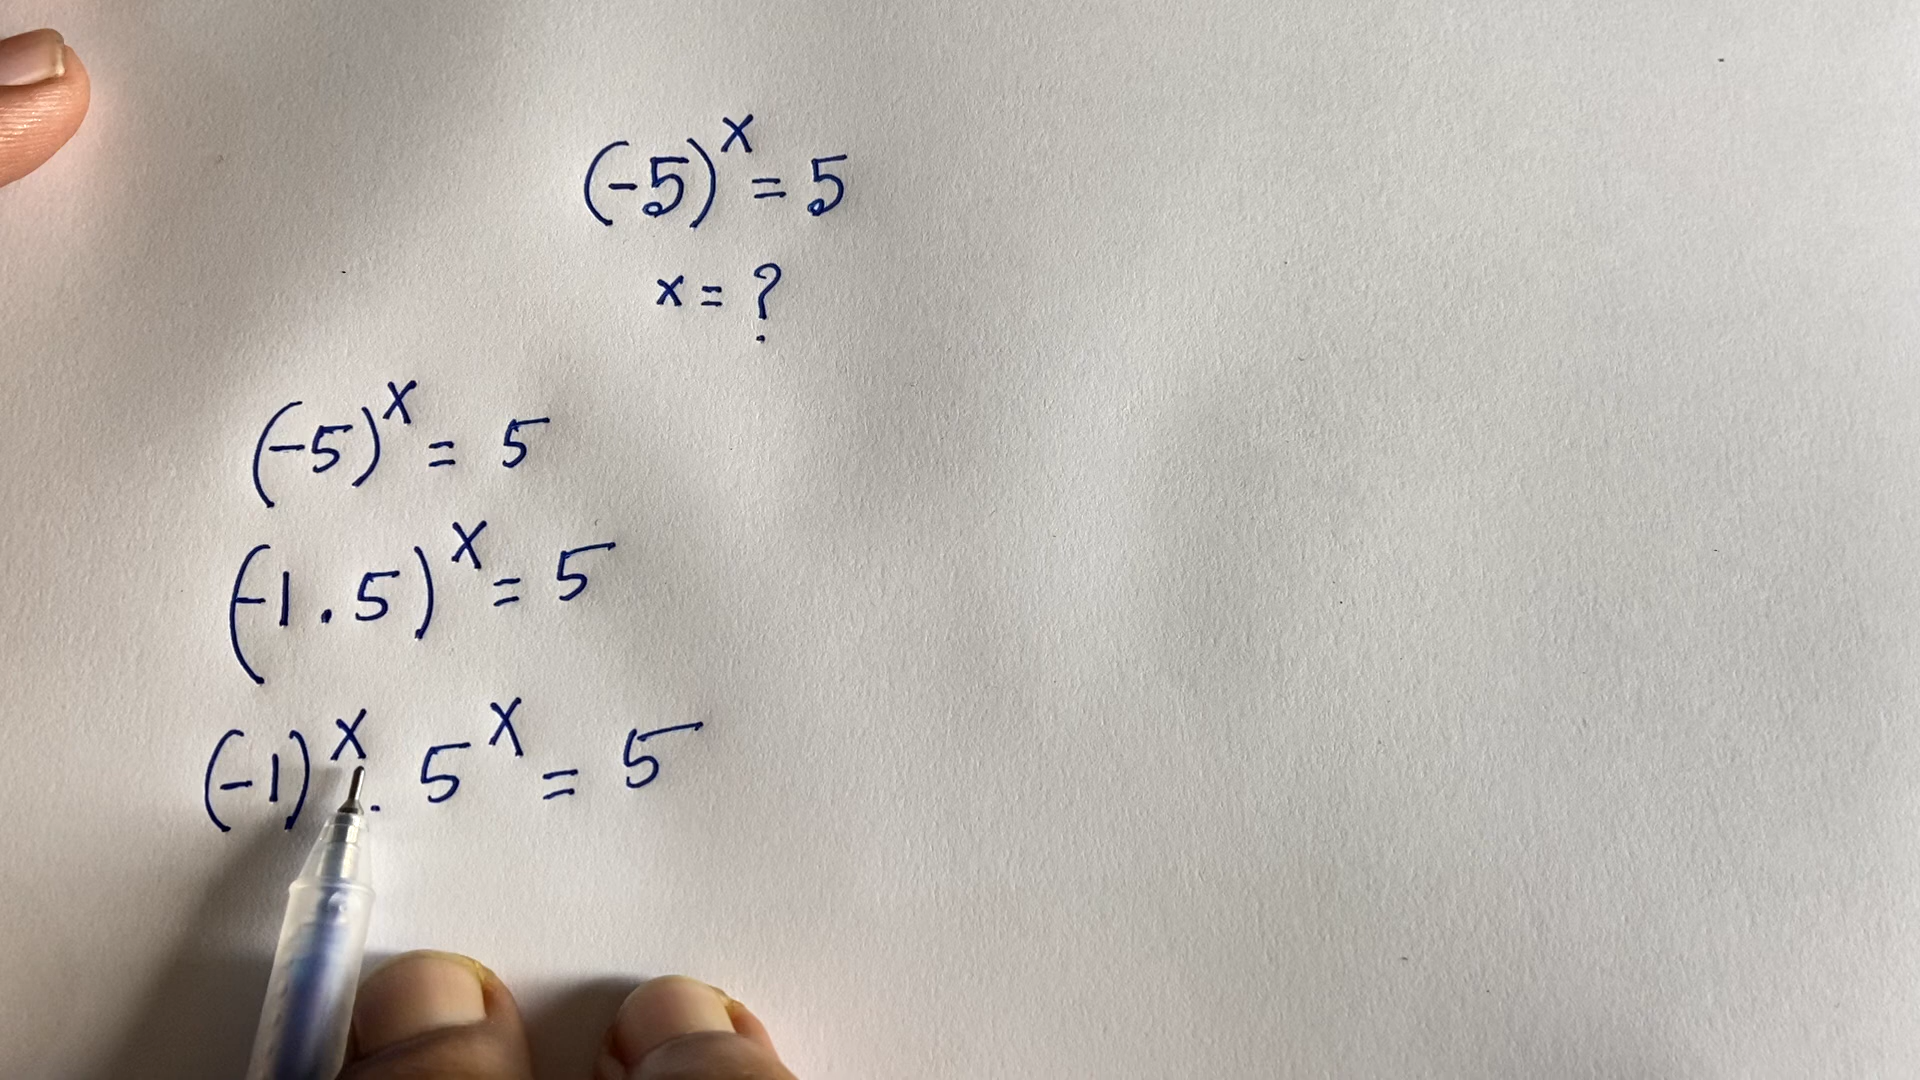 (-5)^x = 5
x = ?
(-5)^x = 5
(-1 . 5)^x = 5
(-1)^x . 5^x = 5